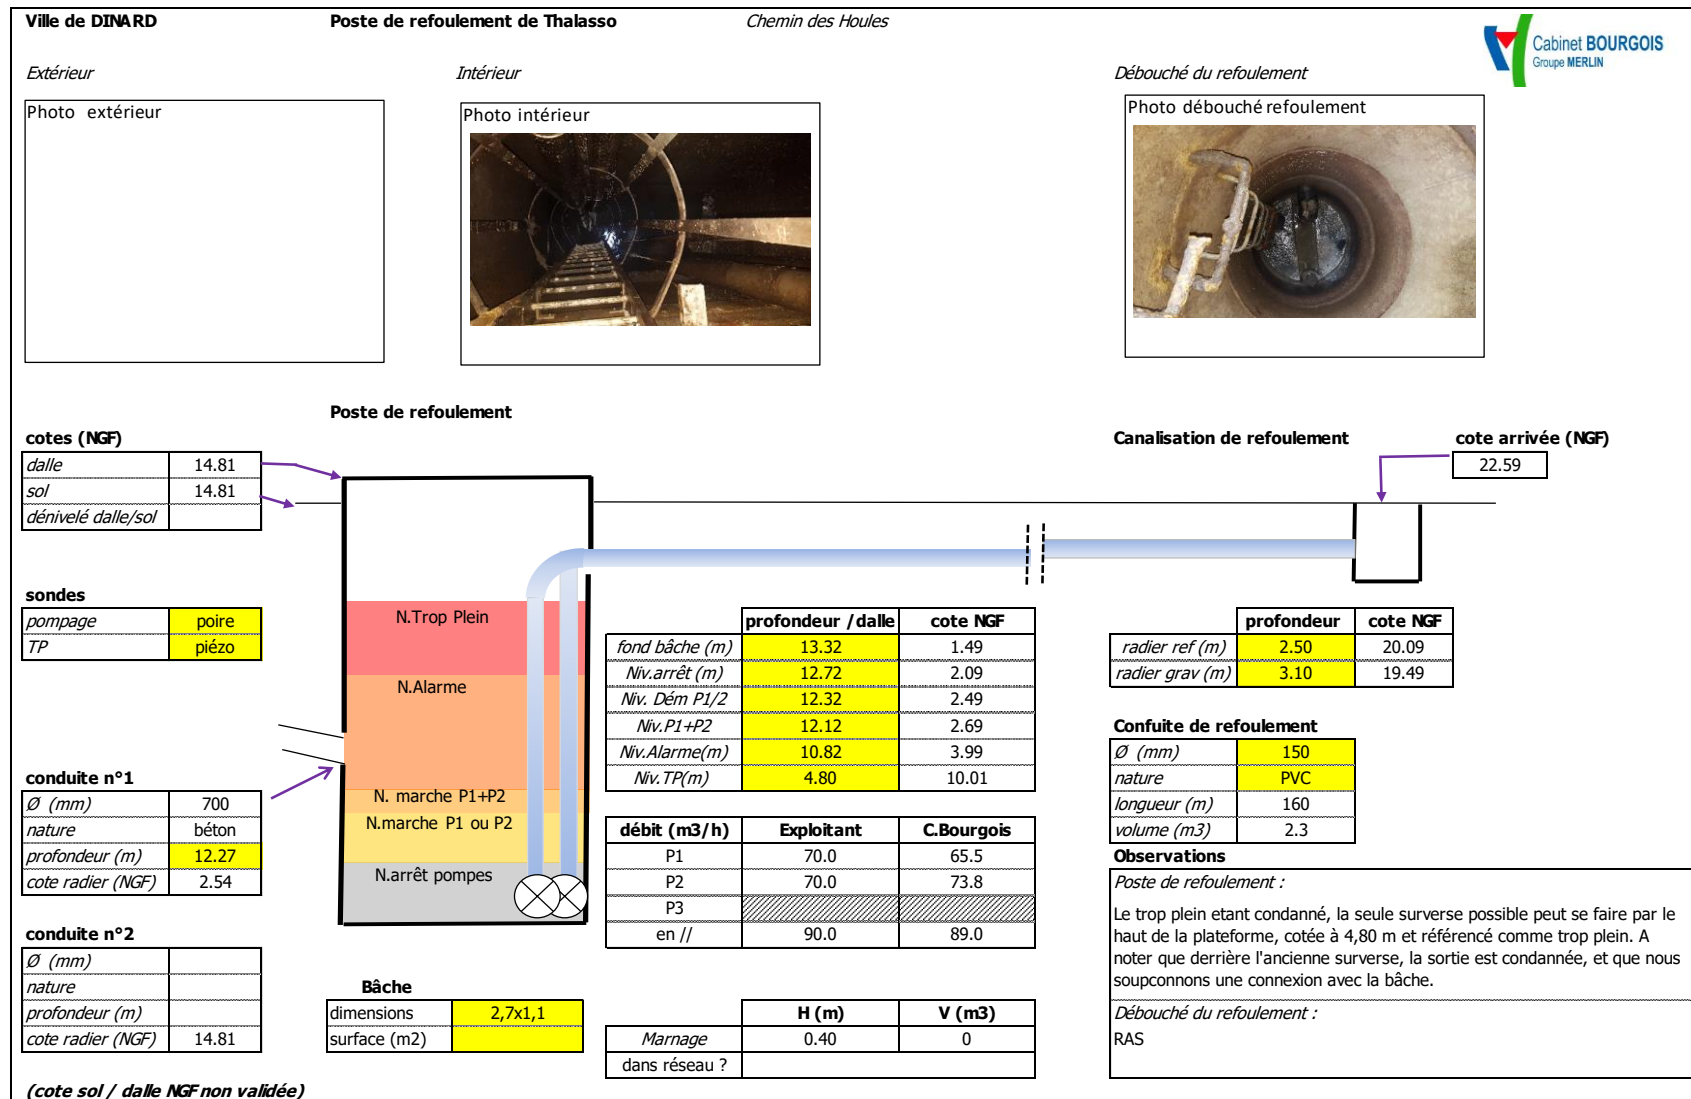 Ville de DINARD Poste de refoulement de Thalasso Chemin des Houles
Cabinet BOURGOIS
Groupe MERLIN
Extérieur Intérieur Débouché du refoulement
Photo extérieur
Photo intérieur
Photo débouché refoulement
Poste de refoulement
cotes (NGF)
dalle 14.81
sol 14.81
dénivelé dalle/sol
Canalisation de refoulement
cote arrivée (NGF)
22.59
sondes
pompage poire
TP piézo
N.Trop Plein
N.Alarme
N. marche P1+P2
N.marche P1 ou P2
N.arrêt pompes
conduite n°1
Ø (mm) 700
nature béton
profondeur (m) 12.27
cote radier (NGF) 2.54
conduite n°2
Ø (mm)
nature
profondeur (m)
cote radier (NGF) 14.81
Bâche
dimensions 2,7x1,1
surface (m2)
profondeur /dalle cote NGF
fond bâche (m) 13.32 1.49
Niv.arrêt (m) 12.72 2.09
Niv. Dém P1/2 12.32 2.49
Niv.P1+P2 12.12 2.69
Niv.Alarme(m) 10.82 3.99
Niv.TP(m) 4.80 10.01
débit (m3/h) Exploitant C.Bourgois
P1 70.0 65.5
P2 70.0 73.8
P3
en // 90.0 89.0
H (m) V (m3)
Marnage 0.40 0
dans réseau ?
profondeur cote NGF
radier ref (m) 2.50 20.09
radier grav (m) 3.10 19.49
Confuite de refoulement
Ø (mm) 150
nature PVC
longueur (m) 160
volume (m3) 2.3
Observations
Poste de refoulement :
Le trop plein etant condanné, la seule surverse possible peut se faire par le
haut de la plateforme, cotée à 4,80 m et référencé comme trop plein. A
noter que derrière l'ancienne surverse, la sortie est condannée, et que nous
soupconnons une connexion avec la bâche.
Débouché du refoulement :
RAS
(cote sol / dalle NGF non validée)